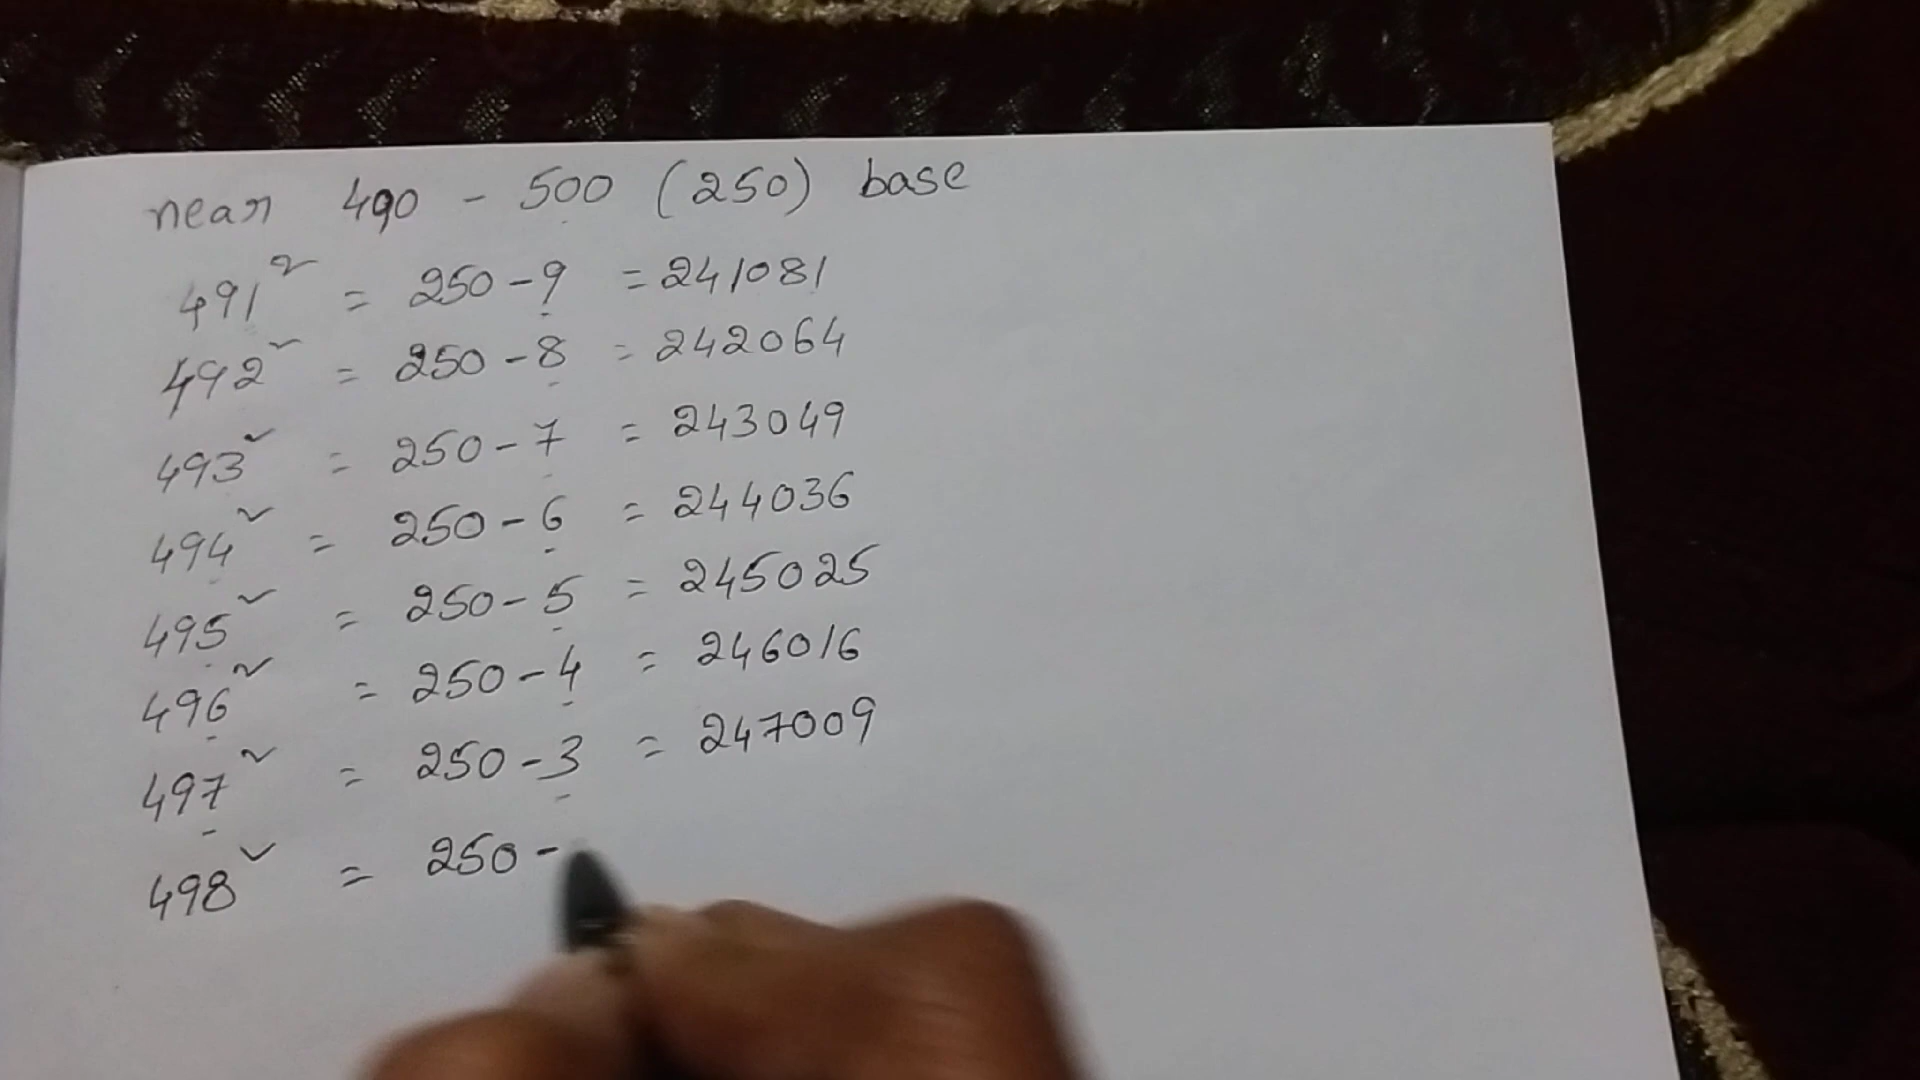 near 490 - 500 (250) base
491² = 250 - 9 = 241081
492² = 250 - 8 = 242064
493² = 250 - 7 = 243049
494² = 250 - 6 = 244036
495² = 250 - 5 = 245025
496² = 250 - 4 = 246016
497² = 250 - 3 = 247009
498² = 250 -